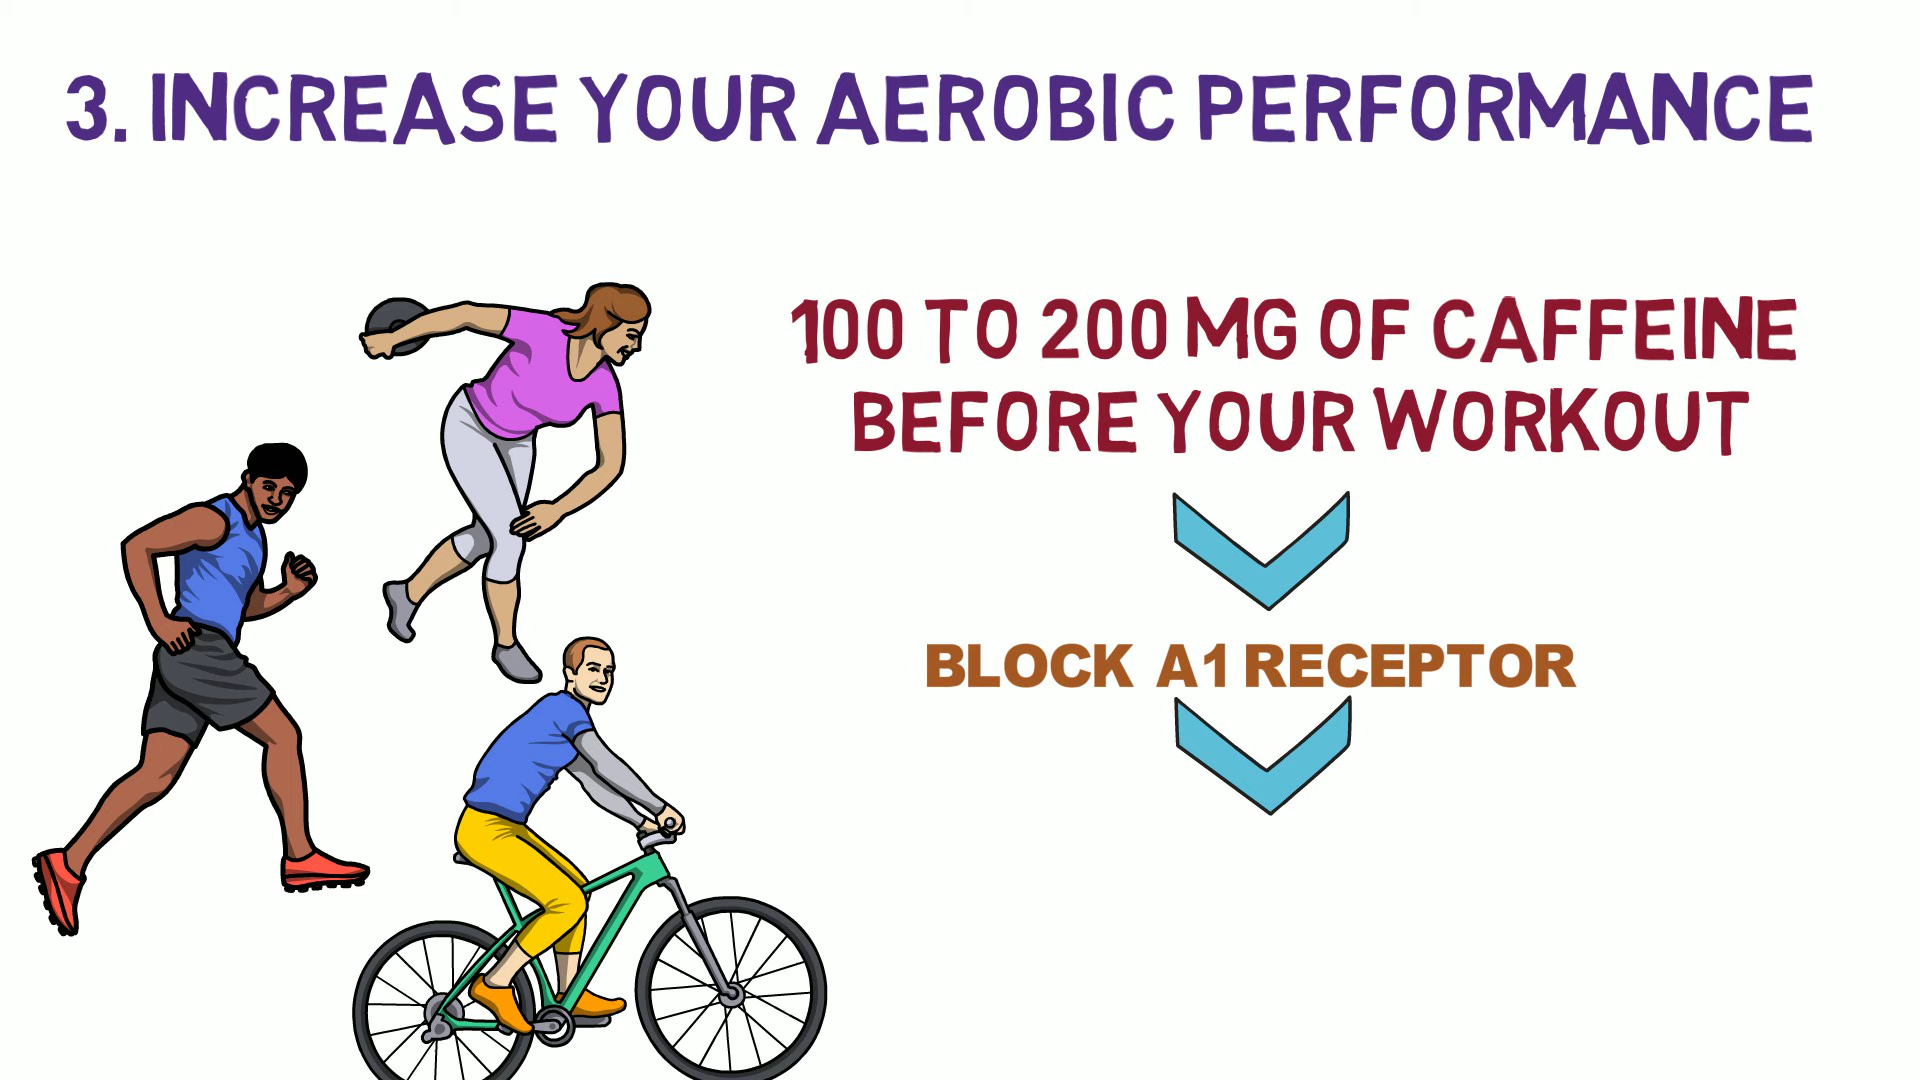 3. INCREASE YOUR AEROBIC PERFORMANCE
100 TO 200 MG OF CAFFEINE
BEFORE YOUR WORKOUT
BLOCK A1 RECEPTOR